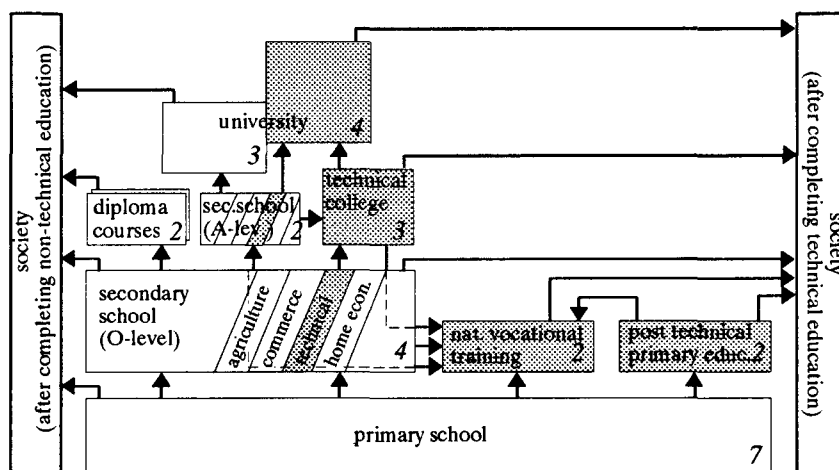 society
(after completing non-technical education)
university
3
4
diploma
courses 2
sec.school
(A-lev.)
2
technical
college
3
secondary
school
(O-level)
agriculture
commerce
technical
home econ.
4
nat. vocational
training 2
post technical
primary educ. 2
primary school
7
society
(after completing technical education)